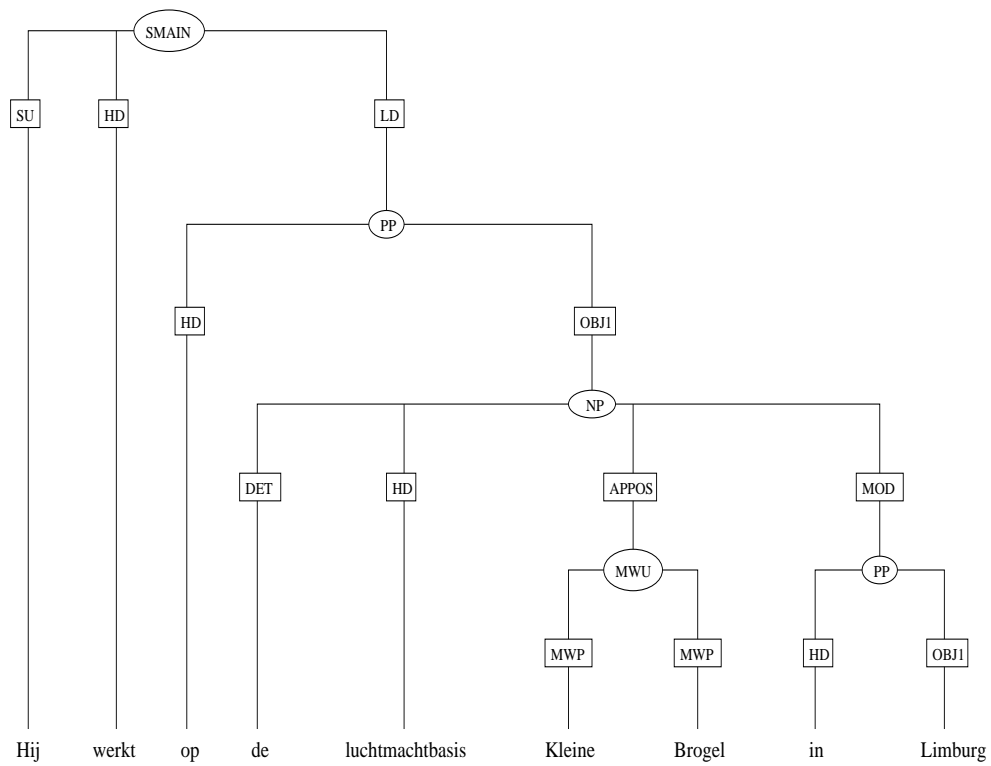 SMAIN
SU HD LD
PP
HD OBJ1
NP
DET HD APPOS MOD
MWU PP
MWP MWP HD OBJ1
Hij werkt op de luchtmachtbasis Kleine Brogel in Limburg